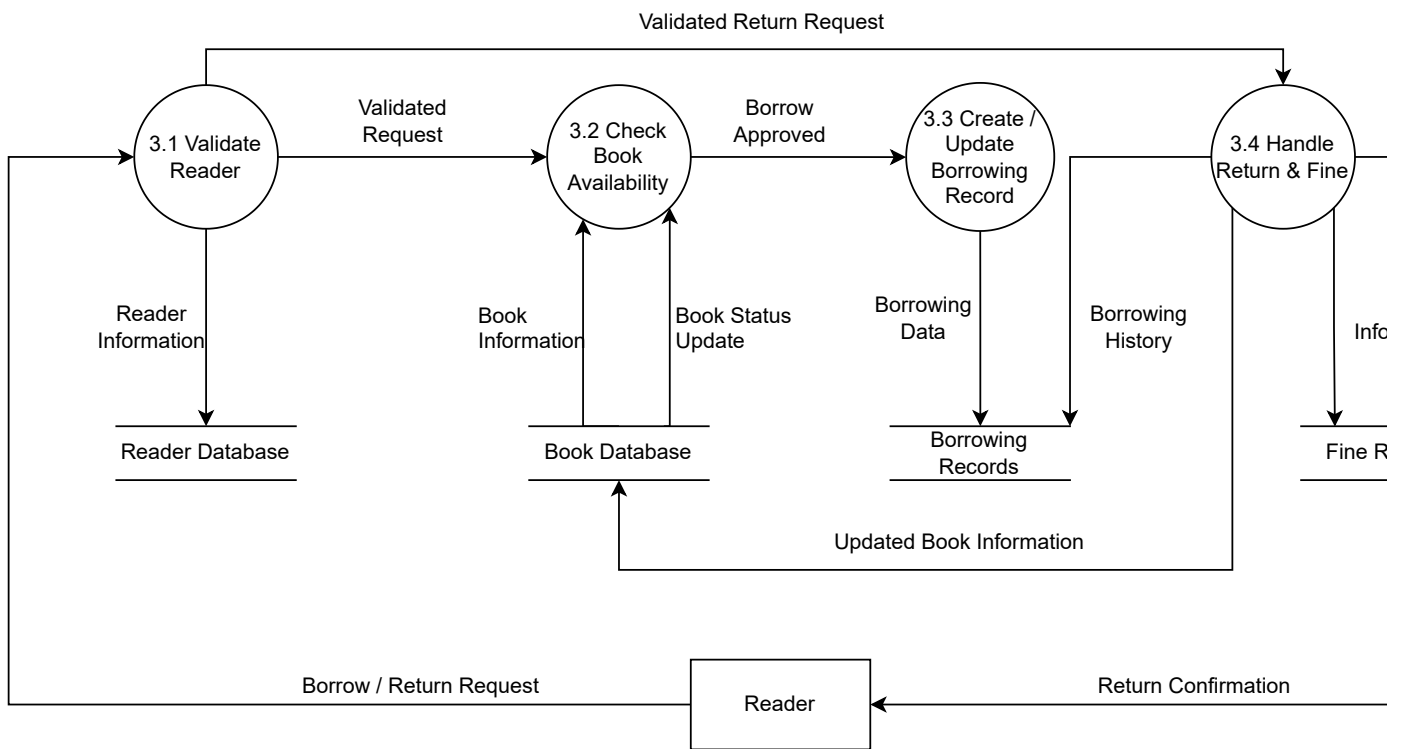 Validated Return Request
3.1 Validate
Reader
Validated
Request
3.2 Check
Book
Availability
Borrow
Approved
3.3 Create /
Update
Borrowing
Record
3.4 Handle
Return & Fine
Reader
Information
Book
Information
Book Status
Update
Borrowing
Data
Borrowing
History
Reader Database
Book Database
Borrowing
Records
Fine
Updated Book Information
Borrow / Return Request
Reader
Return Confirmation